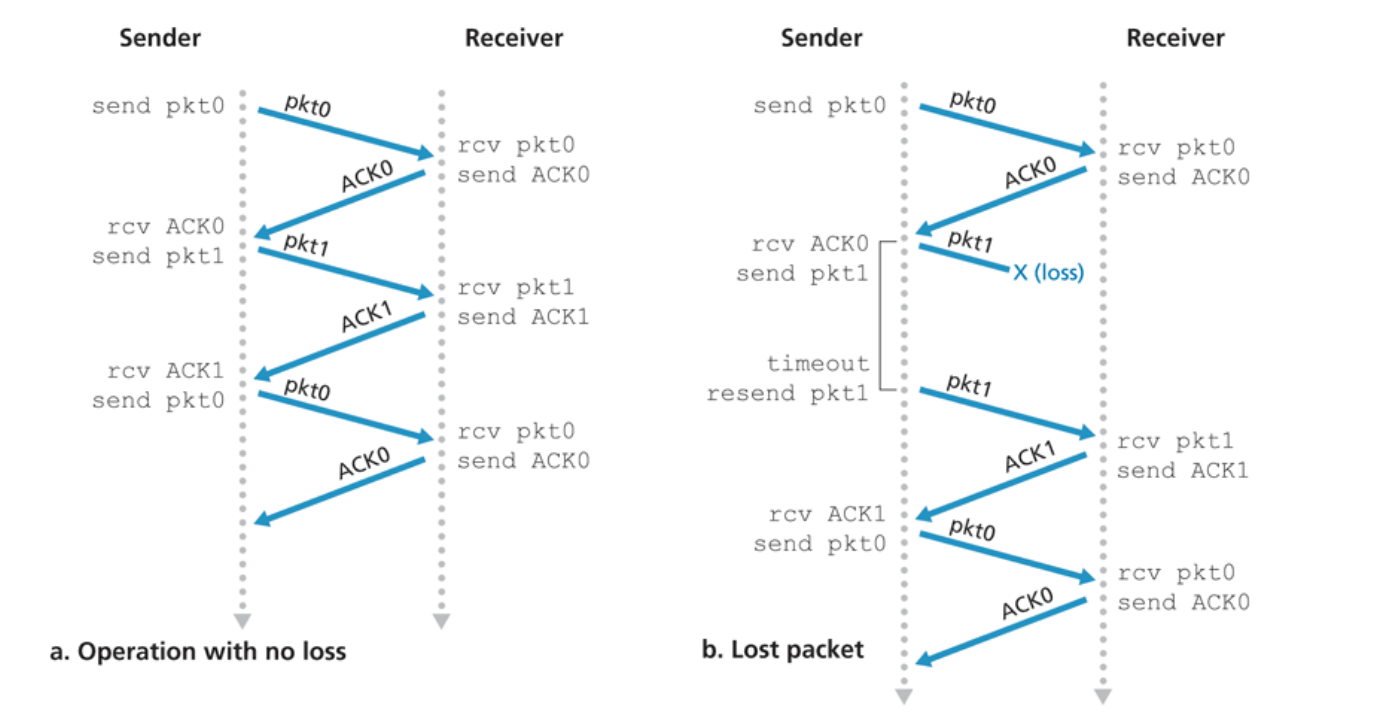 Sender
Receiver
send pkt0
pkt0
rcv pkt0
send ACK0
ACK0
rcv ACK0
send pkt1
pkt1
rcv pkt1
send ACK1
ACK1
rcv ACK1
send pkt0
pkt0
rcv pkt0
send ACK0
ACK0
a. Operation with no loss
Sender
Receiver
send pkt0
pkt0
rcv pkt0
send ACK0
ACK0
rcv ACK0
send pkt1
pkt1
X (loss)
timeout
resend pkt1
pkt1
rcv pkt1
send ACK1
ACK1
rcv ACK1
send pkt0
pkt0
rcv pkt0
send ACK0
ACK0
b. Lost packet